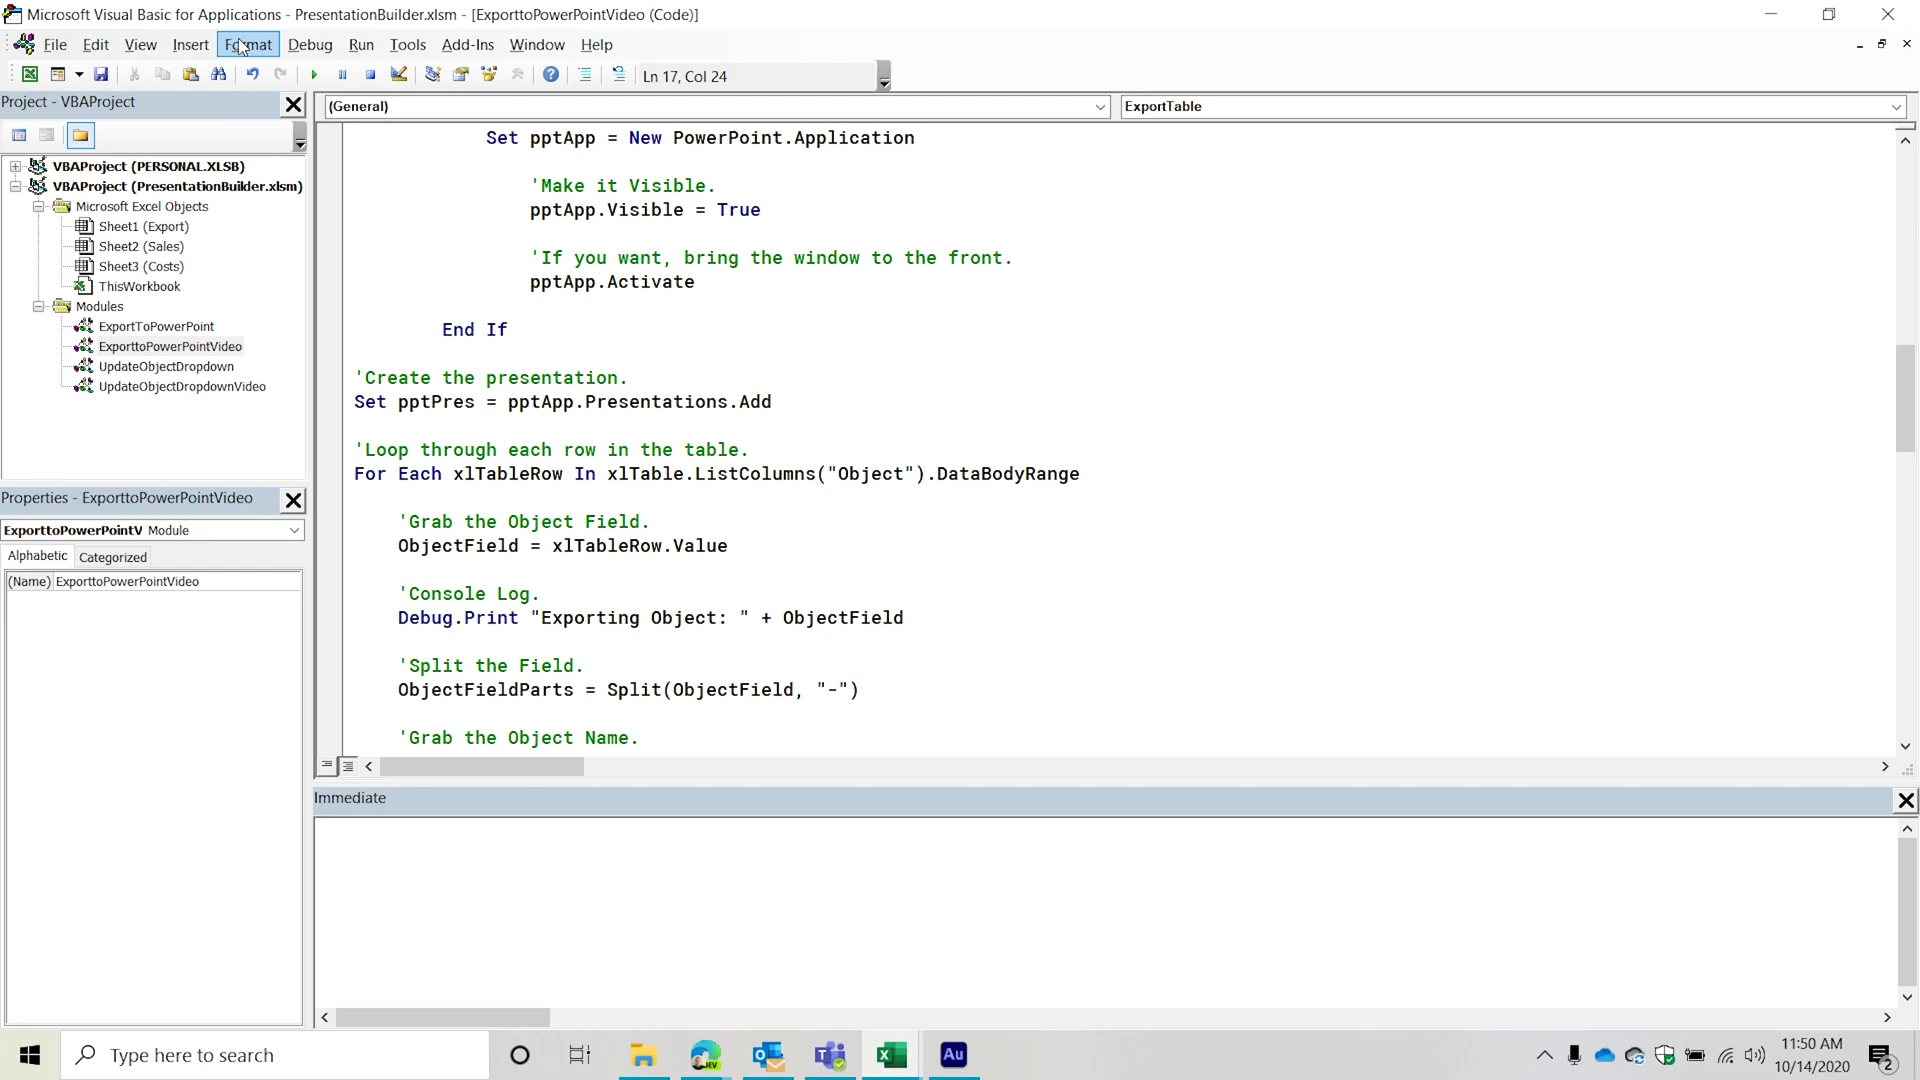 Microsoft Visual Basic for Applications - PresentationBuilder.xlsm - [ExporttoPowerPointVideo (Code)]
File Edit View Insert Format Debug Run Tools Add-Ins Window Help
Ln 17, Col 24
Project - VBAProject
VBAProject (PERSONAL.XLSB)
VBAProject (PresentationBuilder.xlsm)
Microsoft Excel Objects
Sheet1 (Export)
Sheet2 (Sales)
Sheet3 (Costs)
ThisWorkbook
Modules
ExportToPowerPoint
ExporttoPowerPointVideo
UpdateObjectDropdown
UpdateObjectDropdownVideo
Properties - ExporttoPowerPointVideo
ExporttoPowerPointV Module
Alphabetic Categorized
(Name) ExporttoPowerPointVideo
(General) ExportTable
Set pptApp = New PowerPoint.Application
'Make it Visible.
pptApp.Visible = True
'If you want, bring the window to the front.
pptApp.Activate
End If
'Create the presentation.
Set pptPres = pptApp.Presentations.Add
'Loop through each row in the table.
For Each xlTableRow In xlTable.ListColumns("Object").DataBodyRange
'Grab the Object Field.
ObjectField = xlTableRow.Value
'Console Log.
Debug.Print "Exporting Object: " + ObjectField
'Split the Field.
ObjectFieldParts = Split(ObjectField, "-")
'Grab the Object Name.
Immediate
Type here to search
DEV
Au
11:50 AM
10/14/2020
2